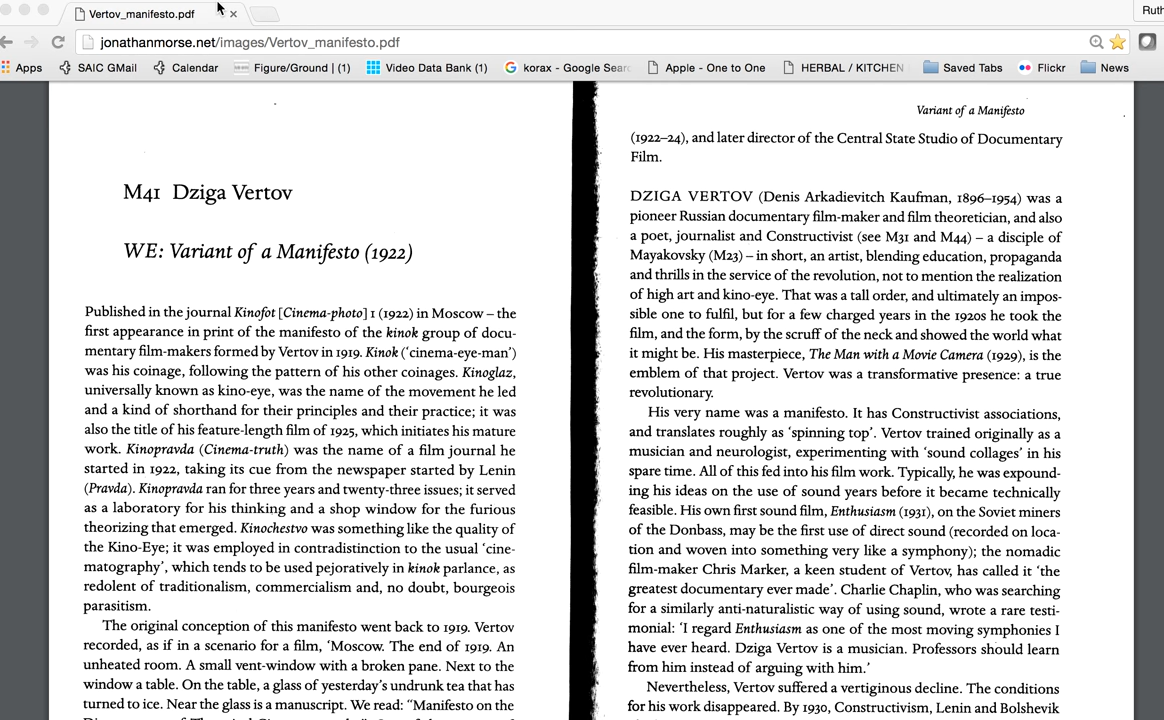 Vertov_manifesto.pdf
Ruth
jonathanmorse.net/images/Vertov_manifesto.pdf
Apps SAIC GMail Calendar Figure/Ground | (1) Video Data Bank (1) korax - Google Searc Apple - One to One HERBAL / KITCHEN Saved Tabs Flickr News
M41 Dziga Vertov
WE: Variant of a Manifesto (1922)
Published in the journal Kinofot [Cinema-photo] 1 (1922) in Moscow – the
first appearance in print of the manifesto of the kinok group of docu-
mentary film-makers formed by Vertov in 1919. Kinok (‘cinema-eye-man’)
was his coinage, following the pattern of his other coinages. Kinoglaz,
universally known as kino-eye, was the name of the movement he led
and a kind of shorthand for their principles and their practice; it was
also the title of his feature-length film of 1925, which initiates his mature
work. Kinopravda (Cinema-truth) was the name of a film journal he
started in 1922, taking its cue from the newspaper started by Lenin
(Pravda). Kinopravda ran for three years and twenty-three issues; it served
as a laboratory for his thinking and a shop window for the furious
theorizing that emerged. Kinochestvo was something like the quality of
the Kino-Eye; it was employed in contradistinction to the usual ‘cine-
matography’, which tends to be used pejoratively in kinok parlance, as
redolent of traditionalism, commercialism and, no doubt, bourgeois
parasitism.
The original conception of this manifesto went back to 1919. Vertov
recorded, as if in a scenario for a film, ‘Moscow. The end of 1919. An
unheated room. A small vent-window with a broken pane. Next to the
window a table. On the table, a glass of yesterday’s undrunk tea that has
turned to ice. Near the glass is a manuscript. We read: “Manifesto on the
Variant of a Manifesto
(1922–24), and later director of the Central State Studio of Documentary
Film.
DZIGA VERTOV (Denis Arkadievitch Kaufman, 1896–1954) was a
pioneer Russian documentary film-maker and film theoretician, and also
a poet, journalist and Constructivist (see M31 and M44) – a disciple of
Mayakovsky (M23) – in short, an artist, blending education, propaganda
and thrills in the service of the revolution, not to mention the realization
of high art and kino-eye. That was a tall order, and ultimately an impos-
sible one to fulfil, but for a few charged years in the 1920s he took the
film, and the form, by the scruff of the neck and showed the world what
it might be. His masterpiece, The Man with a Movie Camera (1929), is the
emblem of that project. Vertov was a transformative presence: a true
revolutionary.
His very name was a manifesto. It has Constructivist associations,
and translates roughly as ‘spinning top’. Vertov trained originally as a
musician and neurologist, experimenting with ‘sound collages’ in his
spare time. All of this fed into his film work. Typically, he was expound-
ing his ideas on the use of sound years before it became technically
feasible. His own first sound film, Enthusiasm (1931), on the Soviet miners
of the Donbass, may be the first use of direct sound (recorded on loca-
tion and woven into something very like a symphony); the nomadic
film-maker Chris Marker, a keen student of Vertov, has called it ‘the
greatest documentary ever made’. Charlie Chaplin, who was searching
for a similarly anti-naturalistic way of using sound, wrote a rare testi-
monial: ‘I regard Enthusiasm as one of the most moving symphonies I
have ever heard. Dziga Vertov is a musician. Professors should learn
from him instead of arguing with him.’
Nevertheless, Vertov suffered a vertiginous decline. The conditions
for his work disappeared. By 1930, Constructivism, Lenin and Bolshevik